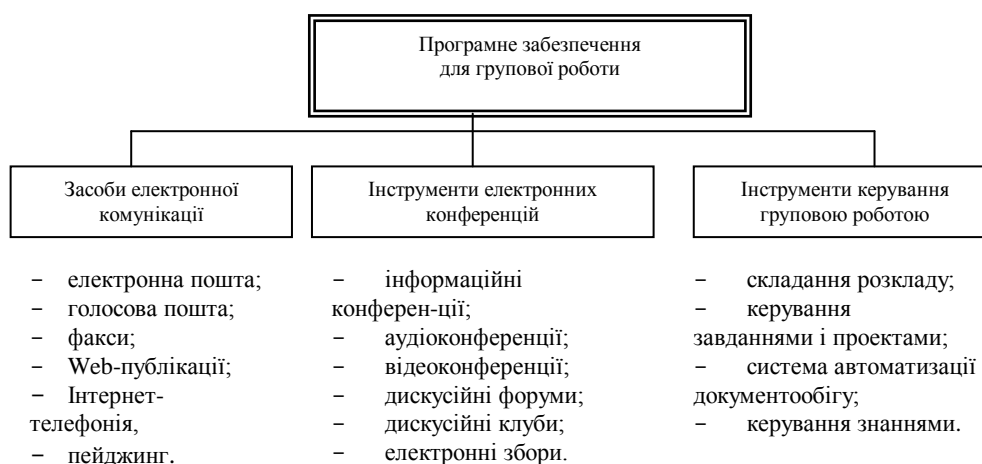 Програмне забезпечення
для групової роботи
Засоби електронної
комунікації
Інструменти електронних
конференцій
Інструменти керування
груповою роботою
− електронна пошта;
− голосова пошта;
− факси;
− Web-публікації;
− Інтернет-
телефонія,
− пейджинг.
− інформаційні
конферен-ції;
− аудіоконференції;
− відеоконференції;
− дискусійні форуми;
− дискусійні клуби;
− електронні збори.
− складання розкладу;
− керування
завданнями і проектами;
− система автоматизації
документообігу;
− керування знаннями.